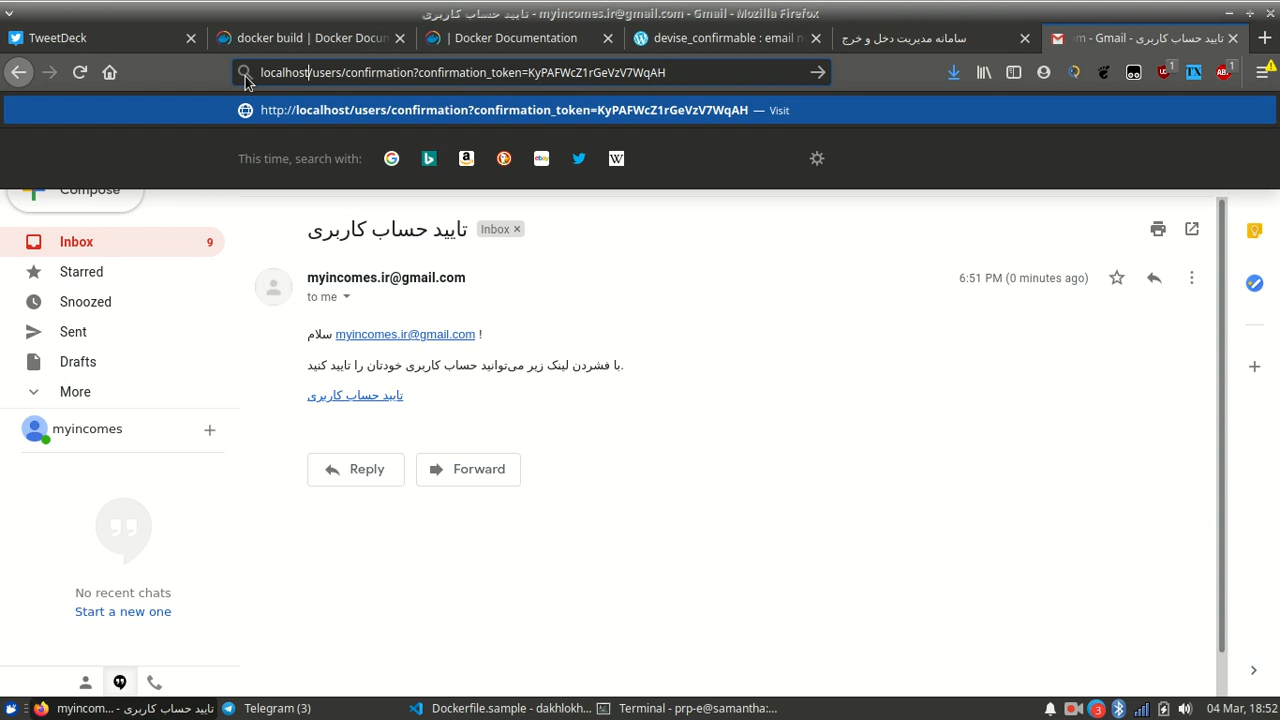 تایید حساب کاربری - myincomes.ir@gmail.com - Gmail - Mozilla Firefox
TweetDeck
docker build | Docker Docun
| Docker Documentation
devise_confirmable : email n
سامانه مدیریت دخل و خرج
تایید حساب کاربری - Gmail - m
localhost/users/confirmation?confirmation_token=KyPAFWcZ1rGeVzV7WqAH
http://localhost/users/confirmation?confirmation_token=KyPAFWcZ1rGeVzV7WqAH — Visit
This time, search with:
Compose
تایید حساب کاربری
Inbox
Inbox 9
myincomes.ir@gmail.com
6:51 PM (0 minutes ago)
to me
Starred
Snoozed
Sent
Drafts
More
سلام myincomes.ir@gmail.com !
با فشردن لینک زیر می‌توانید حساب کاربری خودتان را تایید کنید.
تایید حساب کاربری
myincomes
Reply
Forward
No recent chats
Start a new one
myincom... - تایید حساب کاربری
Telegram (3)
Dockerfile.sample - dakhlokh...
Terminal - prp-e@samantha:...
3
04 Mar, 18:52